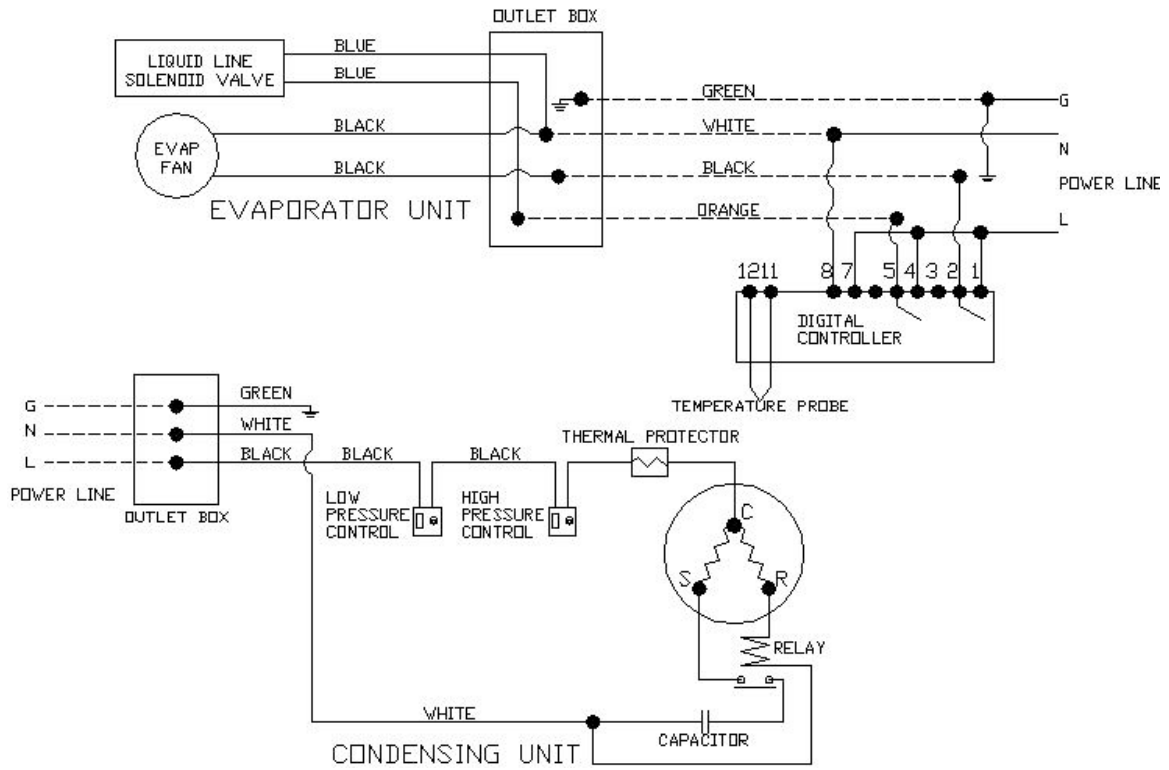 OUTLET BOX
LIQUID LINE
SOLENOID VALVE
BLUE
BLUE
GREEN
G
BLACK
WHITE
N
EVAP
FAN
BLACK
BLACK
POWER LINE
EVAPORATOR UNIT
ORANGE
L
12 11 8 7 5 4 3 2 1
DIGITAL
CONTROLLER
TEMPERATURE PROBE
G
GREEN
N
WHITE
L
BLACK
BLACK
BLACK
THERMAL PROTECTOR
POWER LINE
OUTLET BOX
LOW
PRESSURE
CONTROL
HIGH
PRESSURE
CONTROL
C
S
R
RELAY
WHITE
CAPACITOR
CONDENSING UNIT